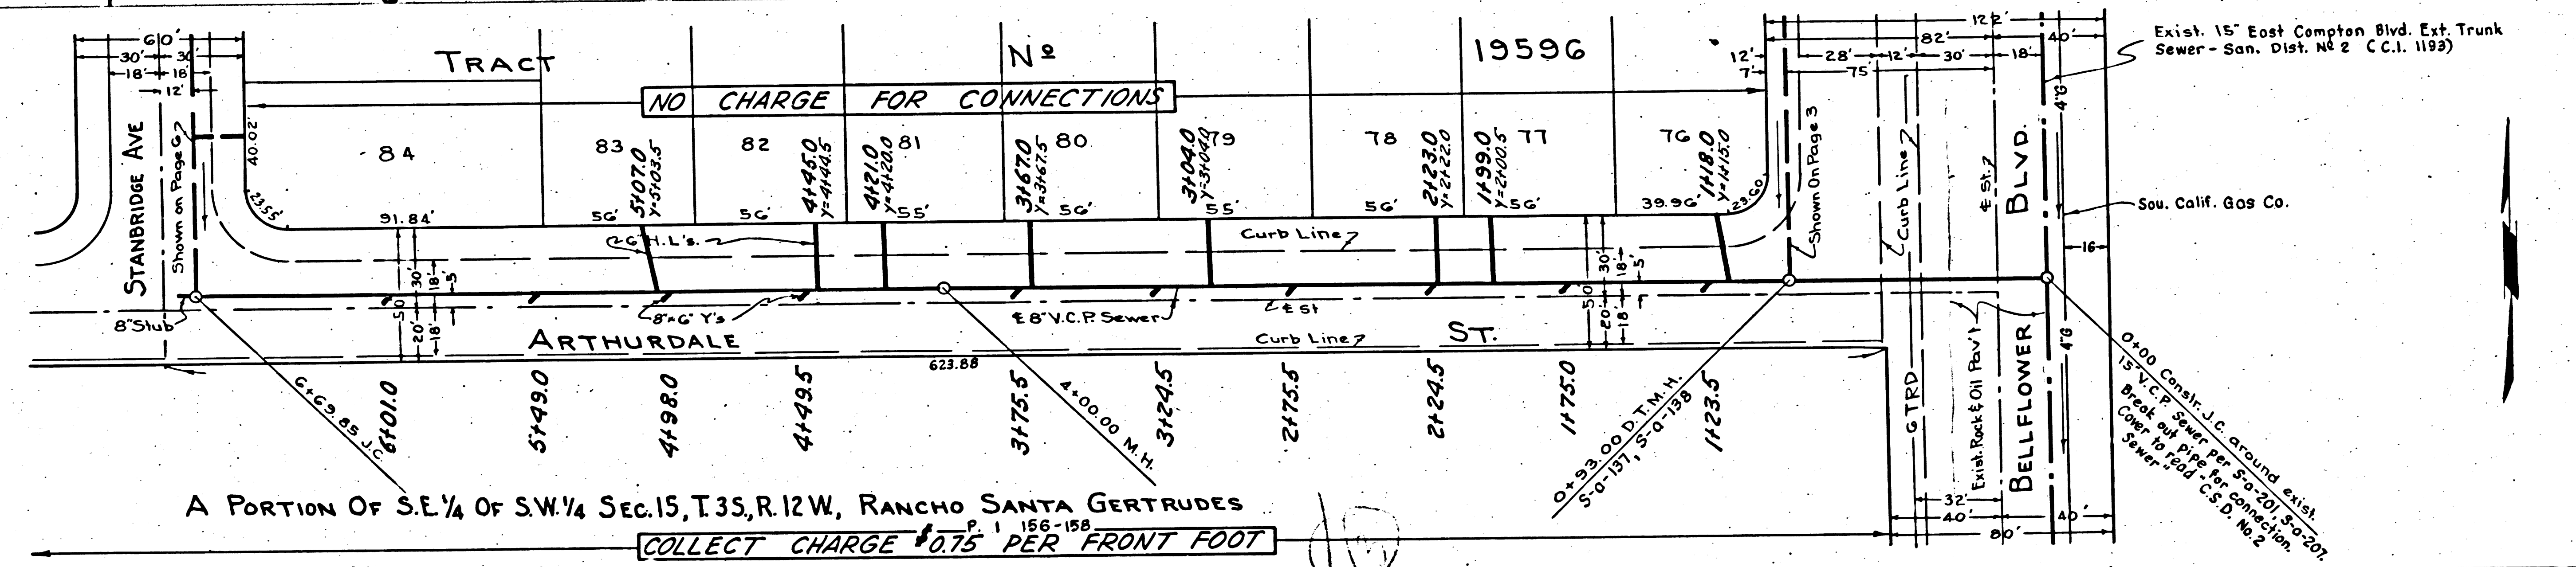 TRACT Nº 19596
NO CHARGE FOR CONNECTIONS
60'
30' 30'
18' 18'
12'
STANBRIDGE AVE
Shown on Page 6
40.02'
23.55'
84
83
82
81
80
79
78
77
76
91.84'
56'
56'
55'
56'
55'
56'
56'
39.96'
23.60
5+07.0
Y=5+03.5
4+45.0
Y=4+44.5
4+21.0
Y=4+20.0
3+67.0
Y=3+67.5
3+04.0
Y=3+04.0
2+23.0
Y=2+22.0
1+99.0
Y=2+00.5
1+18.0
Y=1+15.0
6" H.L's.
Curb Line
30'
18'
5'
50'
20'
18'
30'
18'
5'
50'
20'
18'
8" Stub
8"x6" Y's
℄ 8" V.C.P. Sewer
℄ St
ARTHURDALE ST.
Curb Line
623.88
6+69.85 J.C.
6+01.0
5+49.0
4+98.0
4+49.5
4+00.00 M.H.
3+75.5
3+24.5
2+75.5
2+24.5
1+75.0
1+23.5
0+93.00 D.T.M.H.
S-a-137, S-a-138
122'
82' 40'
12' 28' 12' 30' 18'
7' 75'
Shown On Page 3
Curb Line
℄ St.
BELLFLOWER BLVD.
4"G
4"G
16
6 TRD
Exist. Rock & Oil Pav't
32'
40' 40'
80'
Exist. 15" East Compton Blvd. Ext. Trunk
Sewer - San. Dist. Nº 2 (C.I. 1193)
Sou. Calif. Gas Co.
0+00 Constr. J.C. around exist.
15" V.C.P. Sewer per S-a-201, S-a-207.
Break out pipe for connection.
Cover to read "C.S.D. No. 2
Sewer"
A PORTION OF S.E. 1/4 OF S.W. 1/4 SEC. 15, T. 3 S., R. 12 W., RANCHO SANTA GERTRUDES
P. 1 156-158
COLLECT CHARGE $0.75 PER FRONT FOOT